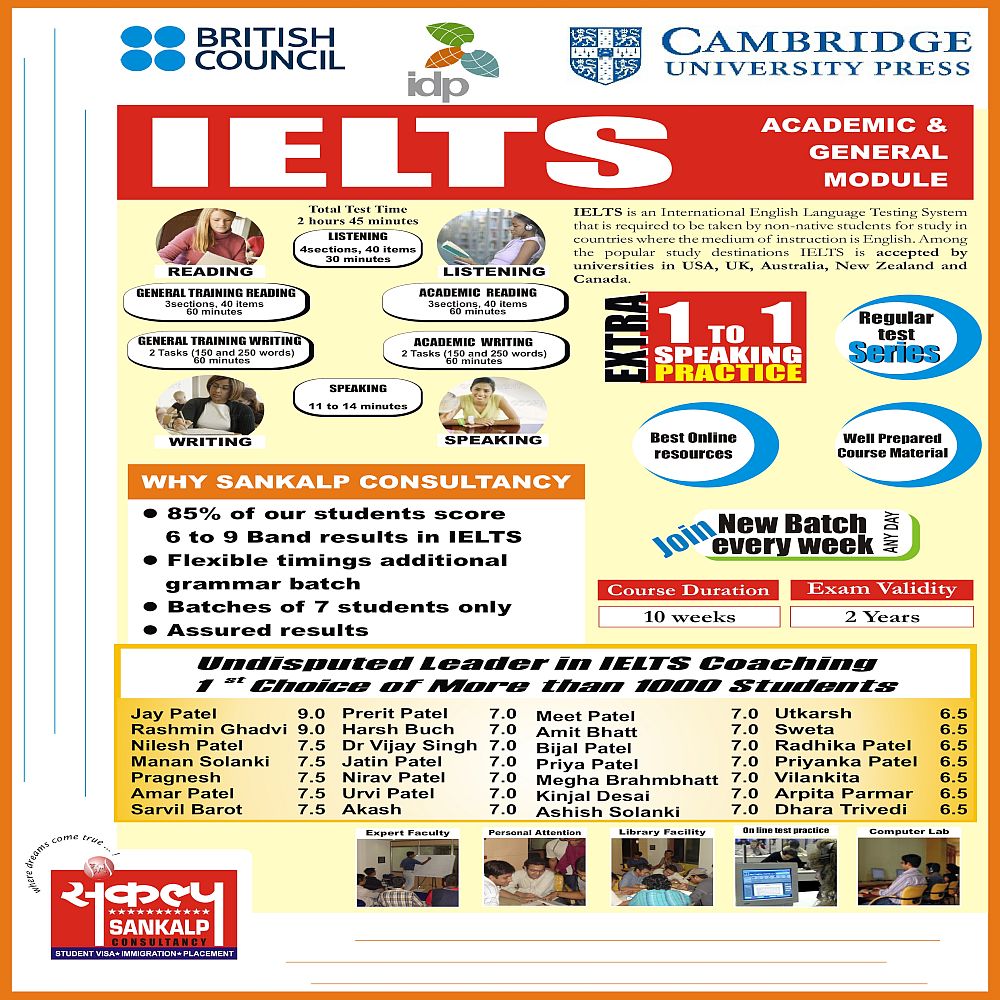 BRITISH
COUNCIL
idp
CAMBRIDGE
UNIVERSITY PRESS
IELTS
ACADEMIC &
GENERAL
MODULE
Total Test Time
2 hours 45 minutes
READING
LISTENING
4sections, 40 items
30 minutes
LISTENING
GENERAL TRAINING READING
3sections, 40 items
60 minutes
ACADEMIC READING
3sections, 40 items
60 minutes
GENERAL TRAINING WRITING
2 Tasks (150 and 250 words)
60 minutes
ACADEMIC WRITING
2 Tasks (150 and 250 words)
60 minutes
WRITING
SPEAKING
11 to 14 minutes
SPEAKING
IELTS is an International English Language Testing System
that is required to be taken by non-native students for study in
countries where the medium of instruction is English. Among
the popular study destinations IELTS is accepted by
universities in USA, UK, Australia, New Zealand and
Canada.
EXTRA
1 TO 1
SPEAKING
PRACTICE
Regular
test
Series
Best Online
resources
Well Prepared
Course Material
Join New Batch
every week
ANY DAY
Course Duration
10 weeks
Exam Validity
2 Years
WHY SANKALP CONSULTANCY
● 85% of our students score
6 to 9 Band results in IELTS
● Flexible timings additional
grammar batch
● Batches of 7 students only
● Assured results
Undisputed Leader in IELTS Coaching
1st Choice of More than 1000 Students
Jay Patel 9.0 Prerit Patel 7.0 Meet Patel 7.0 Utkarsh 6.5
Rashmin Ghadvi 9.0 Harsh Buch 7.0 Amit Bhatt 7.0 Sweta 6.5
Nilesh Patel 7.5 Dr Vijay Singh 7.0 Bijal Patel 7.0 Radhika Patel 6.5
Manan Solanki 7.5 Jatin Patel 7.0 Priya Patel 7.0 Priyanka Patel 6.5
Pragnesh 7.5 Nirav Patel 7.0 Megha Brahmbhatt 7.0 Vilankita 6.5
Amar Patel 7.5 Urvi Patel 7.0 Kinjal Desai 7.0 Arpita Parmar 6.5
Sarvil Barot 7.5 Akash 7.0 Ashish Solanki 7.0 Dhara Trivedi 6.5
Expert Faculty
Personal Attention
Library Facility
On line test practice
Computer Lab
where dreams come true ....!
संकल्प
SANKALP
CONSULTANCY
STUDENT VISA★ IMMIGRATION★ PLACEMENT